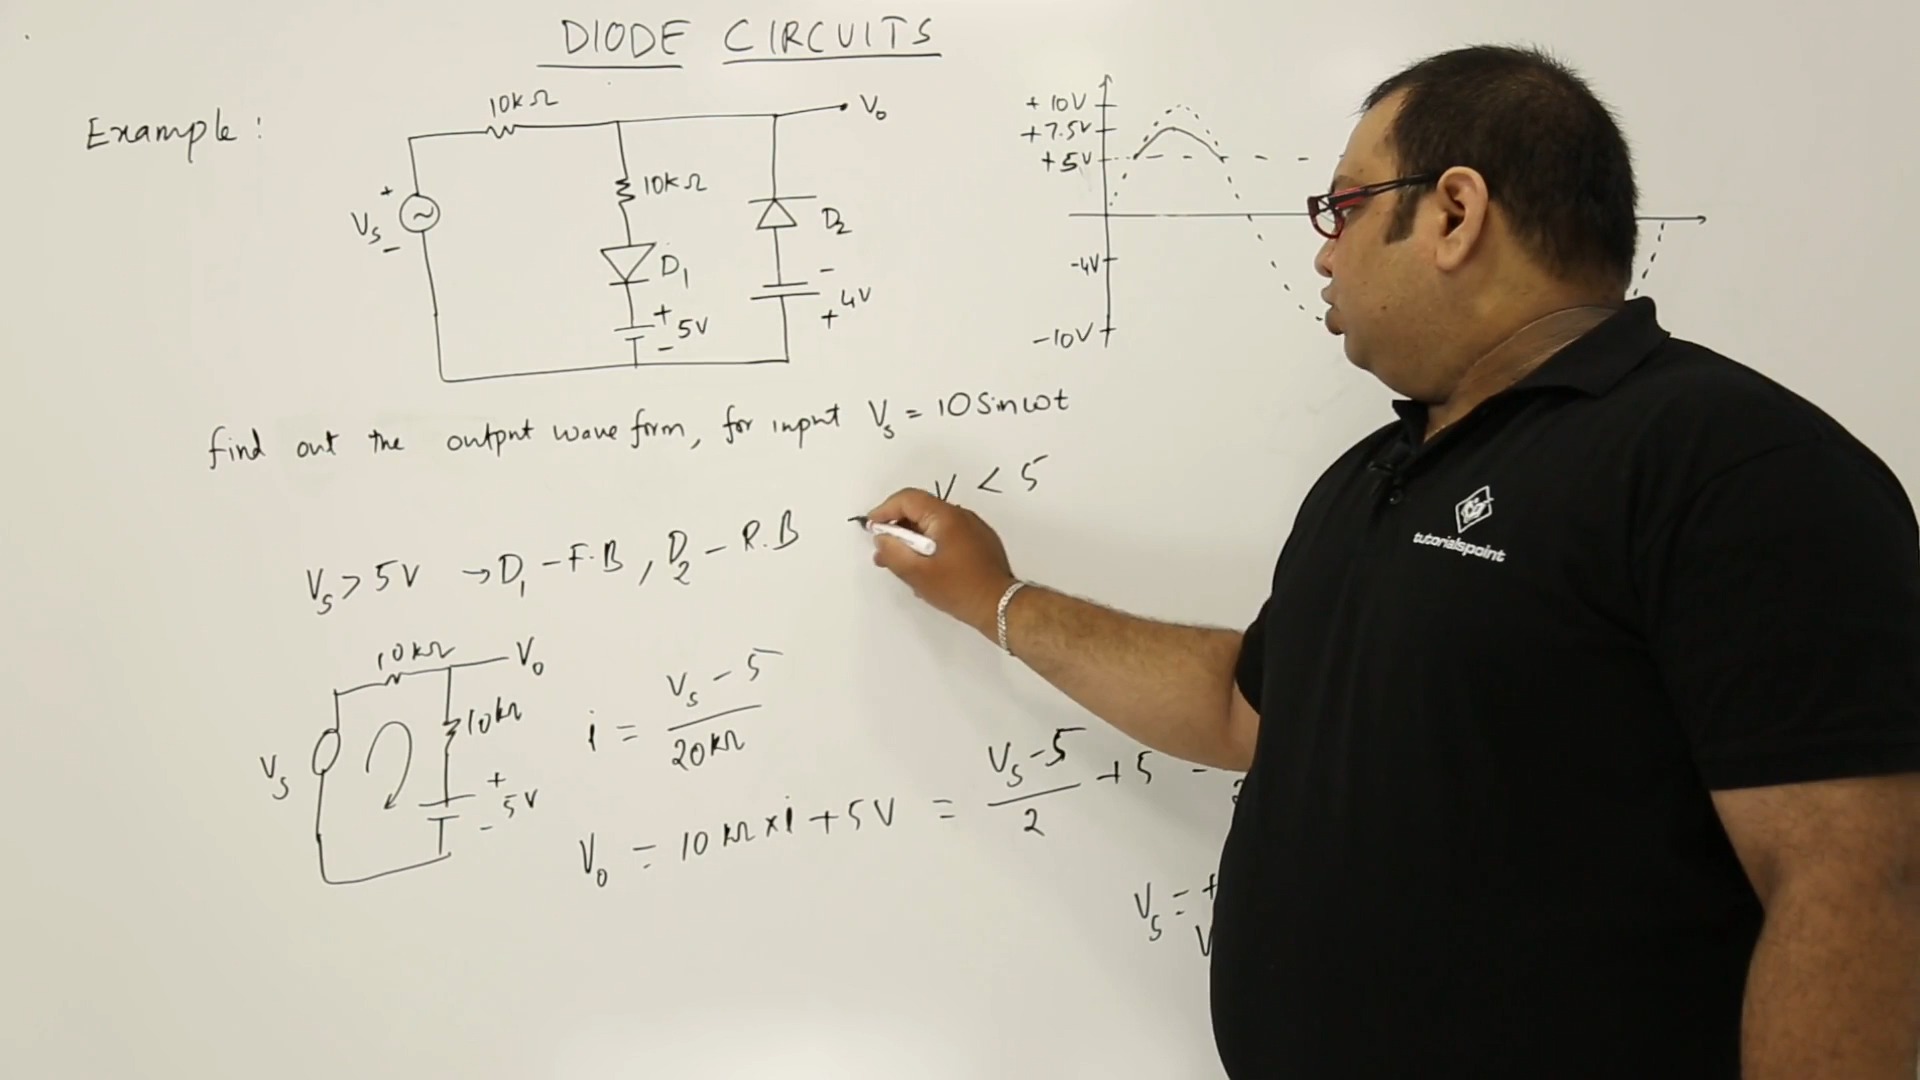 DIODE CIRCUITS
Example:
10kΩ
V₀
10kΩ
+
Vₛ
−
D₁
D₂
+
5V
−
−
4V
+
+10V
+7.5V
+5V
-4V
-10V
find out the output wave form, for input Vₛ = 10Sinωt
V < 5
Vₛ > 5V → D₁ – F.B, D₂ – R.B
10kΩ
V₀
10kΩ
Vₛ
+
5V
-
i = Vₛ - 5 / 20kΩ
V₀ = 10kΩ × i + 5V = Vₛ - 5 / 2 + 5 -
Vₛ = +
V
tutorialspoint